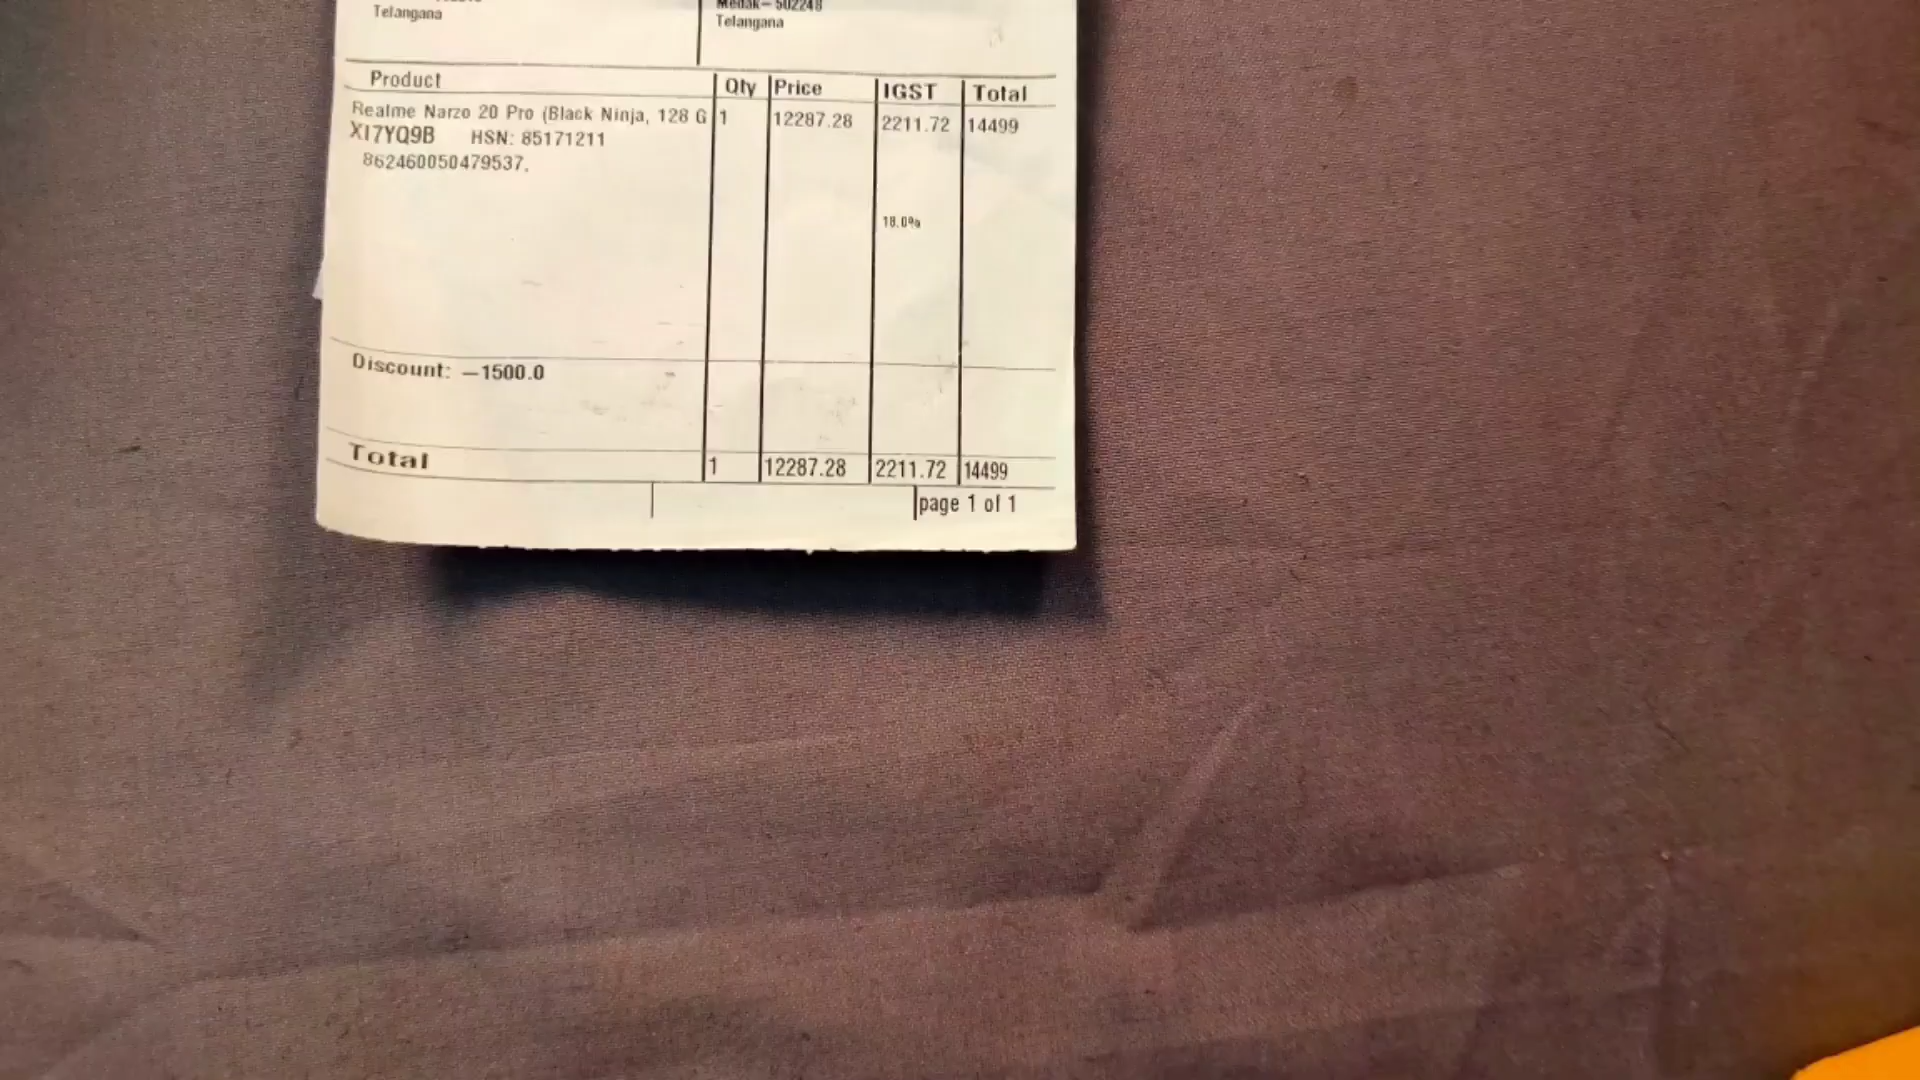 Telangana
Medak- 502248
Telangana
Product Qty Price IGST Total
Realme Narzo 20 Pro (Black Ninja, 128 G 1 12287.28 2211.72 14499
XI7YQ9B HSN: 85171211
862460050479537,
18.0%
Discount: -1500.0
Total 1 12287.28 2211.72 14499
page 1 of 1